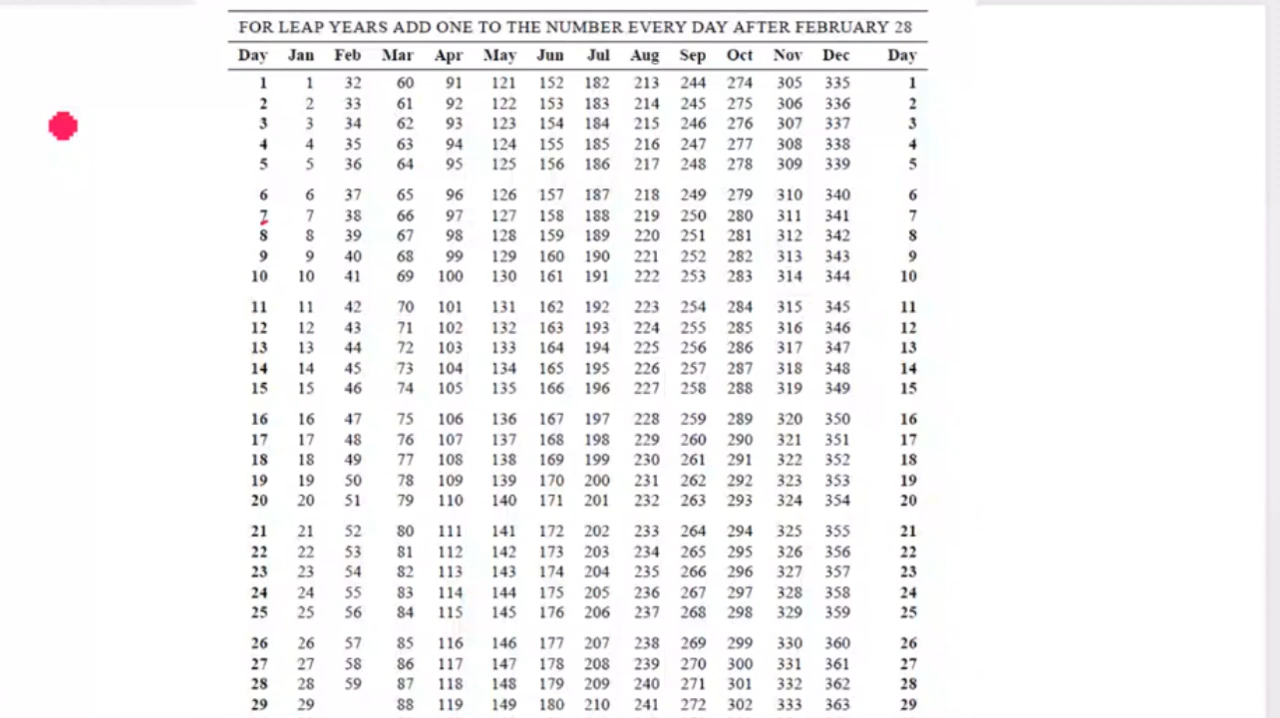 FOR LEAP YEARS ADD ONE TO THE NUMBER EVERY DAY AFTER FEBRUARY 28
Day Jan Feb Mar Apr May Jun Jul Aug Sep Oct Nov Dec Day
1 1 32 60 91 121 152 182 213 244 274 305 335 1
2 2 33 61 92 122 153 183 214 245 275 306 336 2
3 3 34 62 93 123 154 184 215 246 276 307 337 3
4 4 35 63 94 124 155 185 216 247 277 308 338 4
5 5 36 64 95 125 156 186 217 248 278 309 339 5
6 6 37 65 96 126 157 187 218 249 279 310 340 6
7 7 38 66 97 127 158 188 219 250 280 311 341 7
8 8 39 67 98 128 159 189 220 251 281 312 342 8
9 9 40 68 99 129 160 190 221 252 282 313 343 9
10 10 41 69 100 130 161 191 222 253 283 314 344 10
11 11 42 70 101 131 162 192 223 254 284 315 345 11
12 12 43 71 102 132 163 193 224 255 285 316 346 12
13 13 44 72 103 133 164 194 225 256 286 317 347 13
14 14 45 73 104 134 165 195 226 257 287 318 348 14
15 15 46 74 105 135 166 196 227 258 288 319 349 15
16 16 47 75 106 136 167 197 228 259 289 320 350 16
17 17 48 76 107 137 168 198 229 260 290 321 351 17
18 18 49 77 108 138 169 199 230 261 291 322 352 18
19 19 50 78 109 139 170 200 231 262 292 323 353 19
20 20 51 79 110 140 171 201 232 263 293 324 354 20
21 21 52 80 111 141 172 202 233 264 294 325 355 21
22 22 53 81 112 142 173 203 234 265 295 326 356 22
23 23 54 82 113 143 174 204 235 266 296 327 357 23
24 24 55 83 114 144 175 205 236 267 297 328 358 24
25 25 56 84 115 145 176 206 237 268 298 329 359 25
26 26 57 85 116 146 177 207 238 269 299 330 360 26
27 27 58 86 117 147 178 208 239 270 300 331 361 27
28 28 59 87 118 148 179 209 240 271 301 332 362 28
29 29 88 119 149 180 210 241 272 302 333 363 29